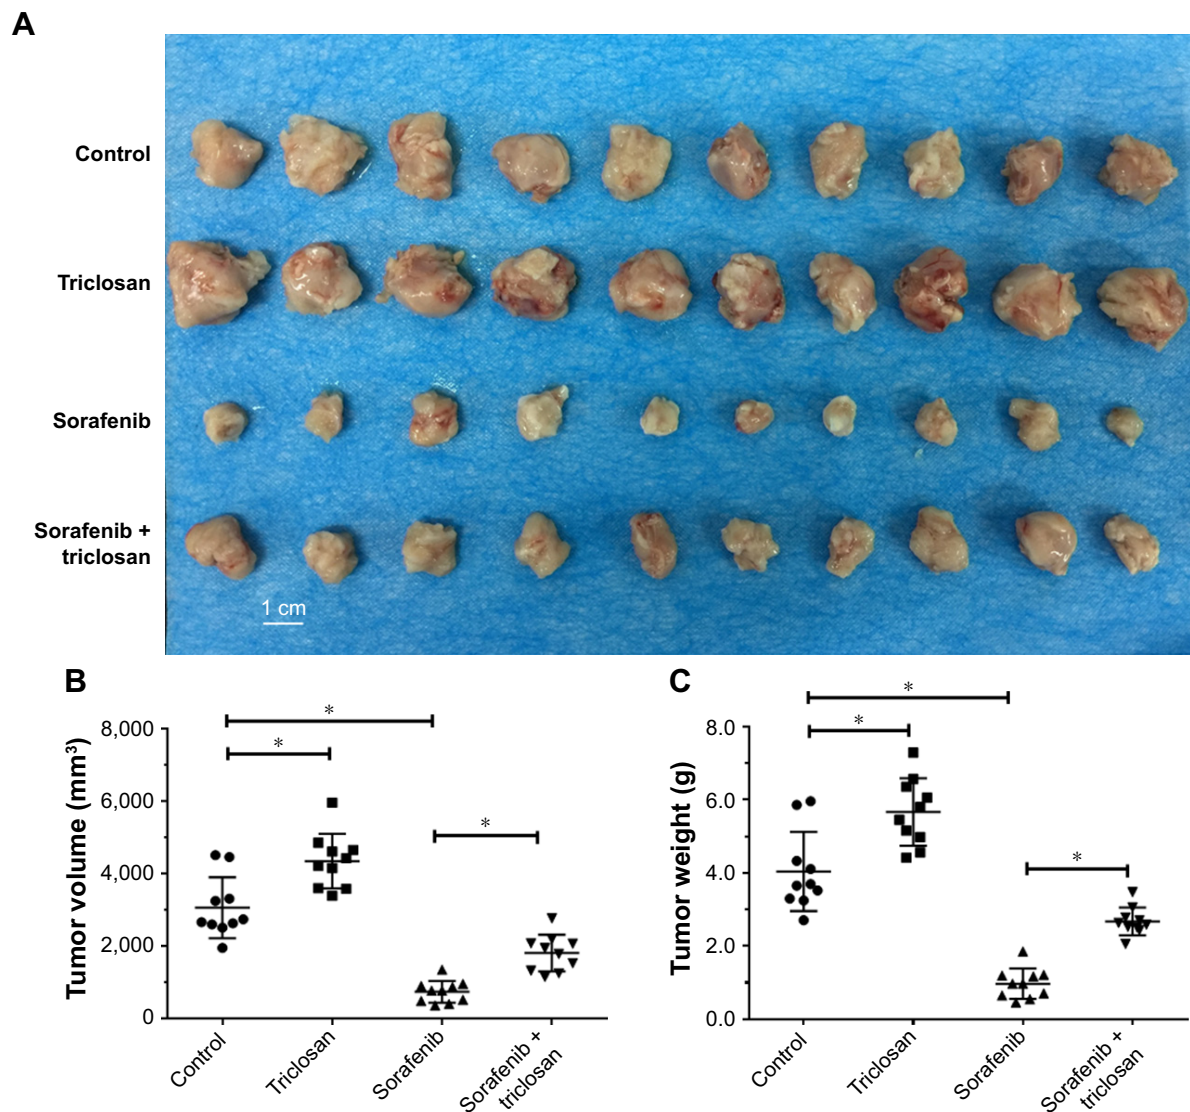 A
Control
Triclosan
Sorafenib
Sorafenib +
triclosan
1 cm
B
Tumor volume (mm³)
8,000
6,000
4,000
2,000
0
*
*
*
Control
Triclosan
Sorafenib
Sorafenib +
triclosan
C
Tumor weight (g)
8.0
6.0
4.0
2.0
0.0
*
*
*
Control
Triclosan
Sorafenib
Sorafenib +
triclosan